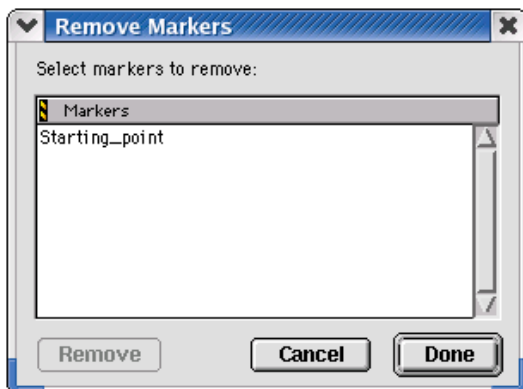 Remove Markers
Select markers to remove:
Markers
Starting_point
Remove Cancel Done